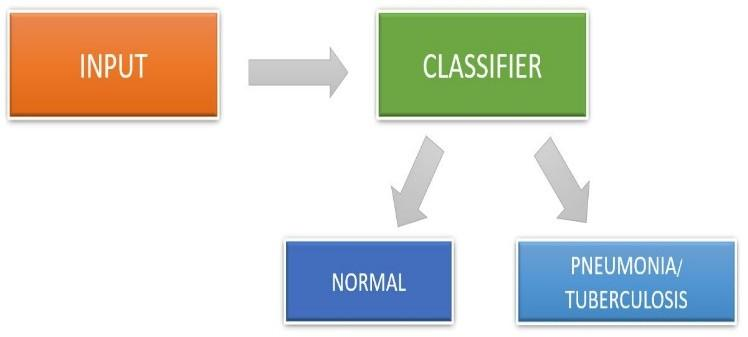 INPUT
CLASSIFIER
NORMAL
PNEUMONIA/
TUBERCULOSIS